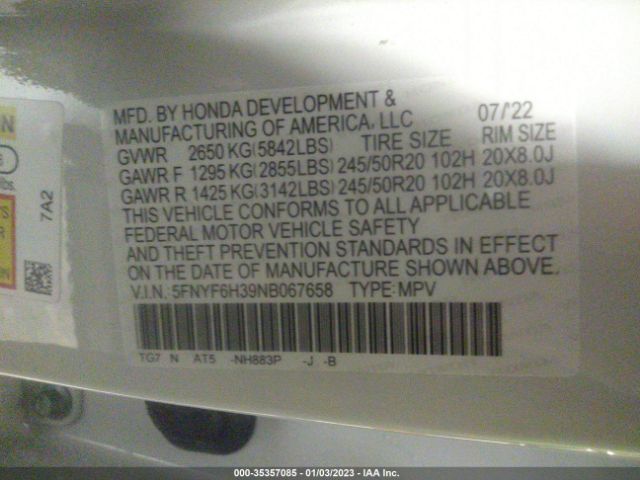 MFD. BY HONDA DEVELOPMENT &
MANUFACTURING OF AMERICA, LLC 07/'22
GVWR 2650 KG(5842LBS) TIRE SIZE RIM SIZE
GAWR F 1295 KG(2855LBS) 245/50R20 102H 20X8.0J
GAWR R 1425 KG(3142LBS) 245/50R20 102H 20X8.0J
THIS VEHICLE CONFORMS TO ALL APPLICABLE
FEDERAL MOTOR VEHICLE SAFETY
AND THEFT PREVENTION STANDARDS IN EFFECT
ON THE DATE OF MANUFACTURE SHOWN ABOVE.
V.I.N.: 5FNYF6H39NB067658 TYPE: MPV
TG7 N AT5 -NH883P -J -B
7A2
lbs.
000-35357085 - 01/03/2023 - IAA Inc.